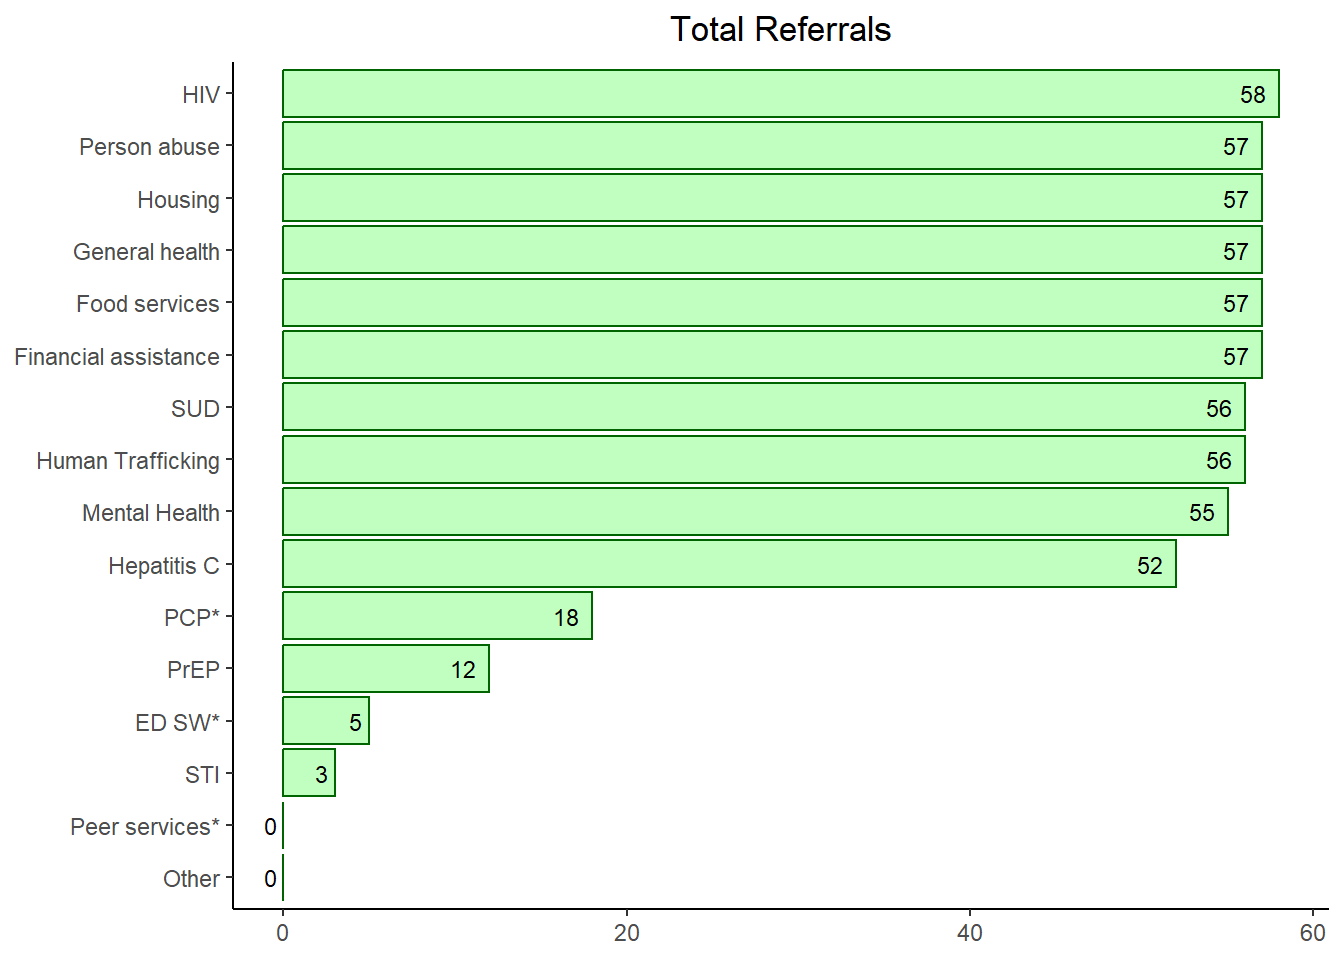 Total Referrals
HIV 58
Person abuse 57
Housing 57
General health 57
Food services 57
Financial assistance 57
SUD 56
Human Trafficking 56
Mental Health 55
Hepatitis C 52
PCP* 18
PrEP 12
ED SW* 5
STI 3
Peer services* 0
Other 0
0 20 40 60